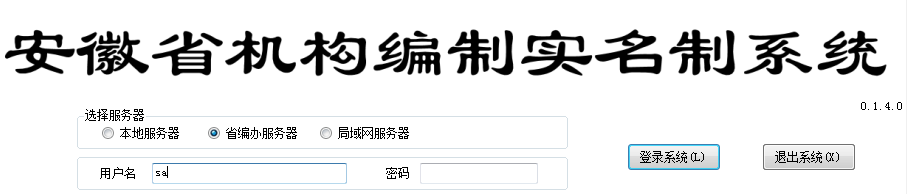 安徽省机构编制实名制系统
0.1.4.0
选择服务器
本地服务器 省编办服务器 局域网服务器
登录系统(L) 退出系统(X)
用户名 sa 密码